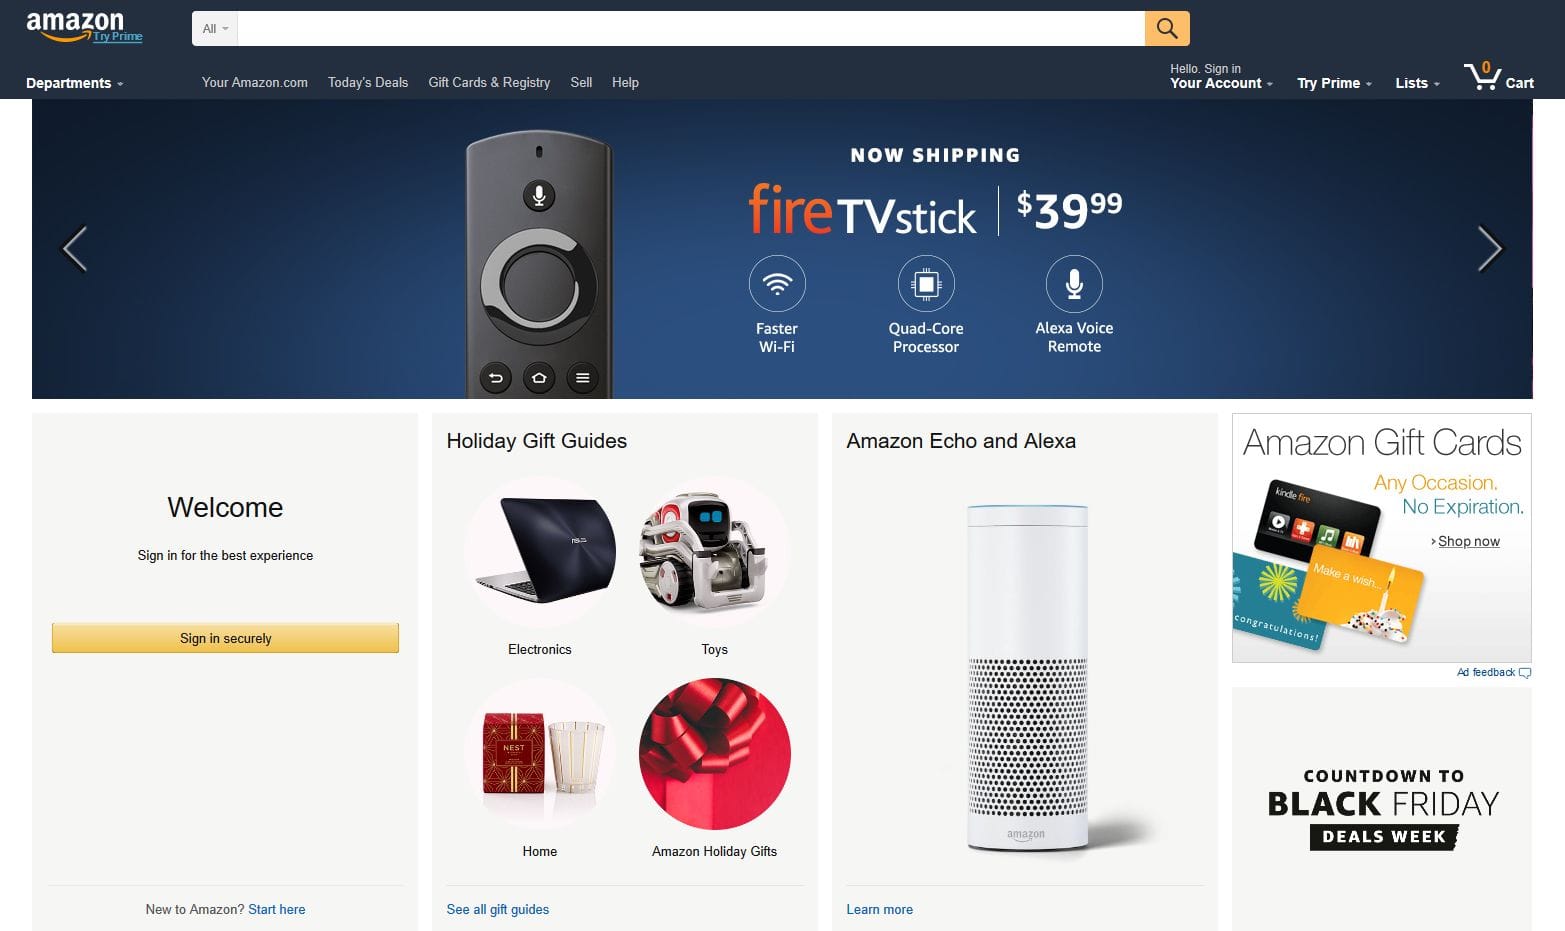 amazon
Try Prime
All
Departments
Your Amazon.com
Today's Deals
Gift Cards & Registry
Sell
Help
Hello. Sign in
Your Account
Try Prime
Lists
0
Cart
NOW SHIPPING
fire TV stick
$39 99
Faster
Wi-Fi
Quad-Core
Processor
Alexa Voice
Remote
Welcome
Sign in for the best experience
Sign in securely
New to Amazon? Start here
Holiday Gift Guides
ASUS
Electronics
Toys
NEST
Home
Amazon Holiday Gifts
See all gift guides
Amazon Echo and Alexa
amazon
Learn more
Amazon Gift Cards
Any Occasion.
No Expiration.
› Shop now
kindle fire
Make a wish...
congratulations!
Ad feedback
COUNTDOWN TO
BLACK FRIDAY
DEALS WEEK